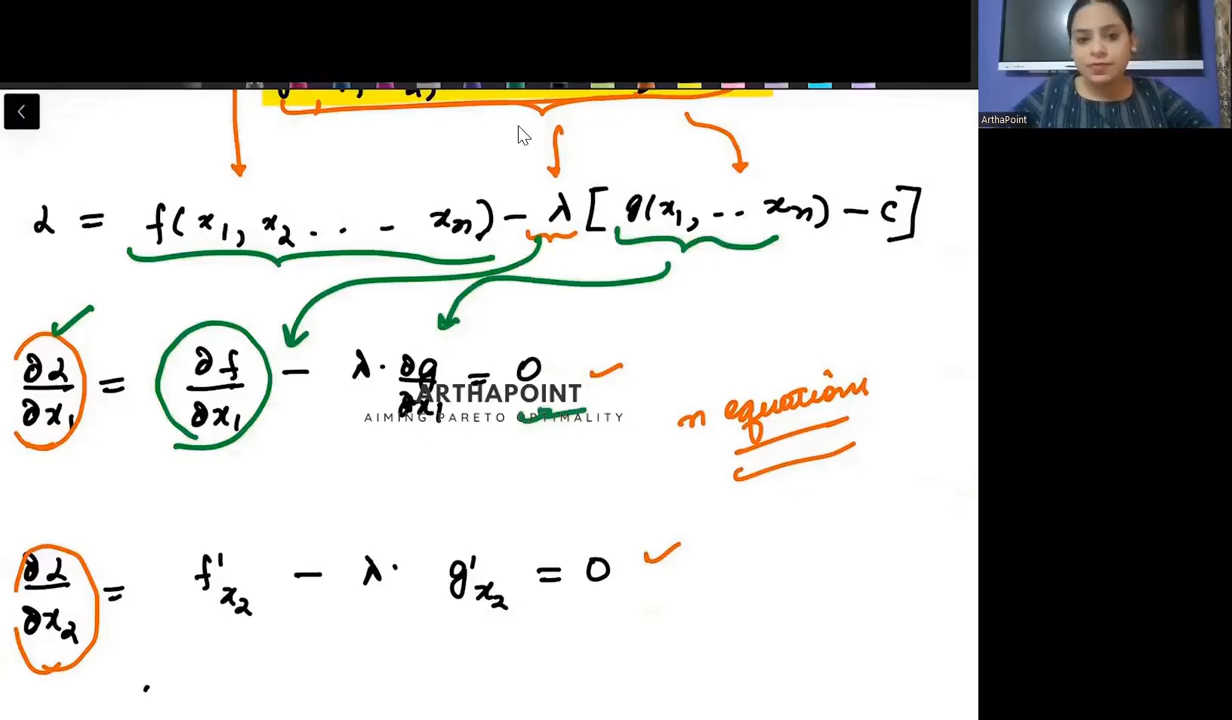 ArthaPoint
L = f(x₁, x₂ . . . - xₙ) - λ [ g(x₁, . . xₙ) - c ]
∂L/∂x₁ = ∂f/∂x₁ - λ · ∂g/∂x₁ = 0
ARTHAPOINT
AIMING PARETO OPTIMALITY
n equations
∂L/∂x₂ = f'x₂ - λ · g'x₂ = 0